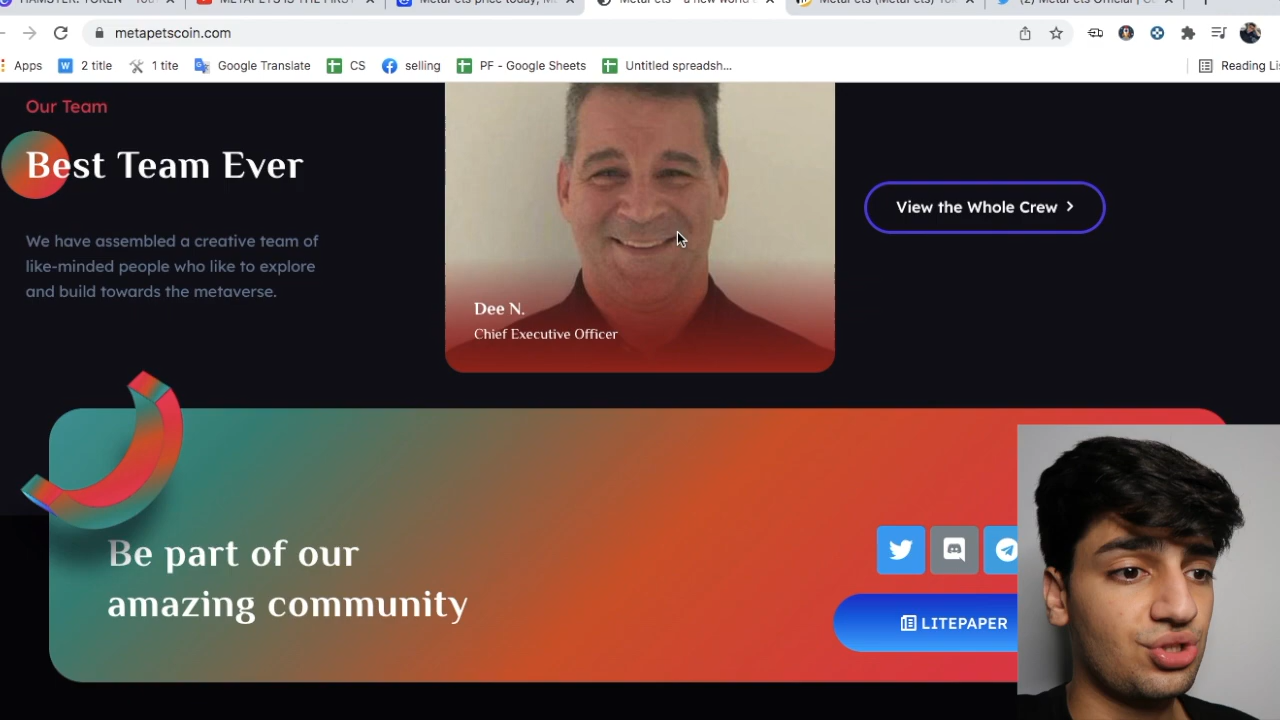 HAMSTER. TOKEN
METAPETS IS THE FIRST
MetaPets price today,
MetaPets - a new world
MetaPets (MetaPets)
(2) MetaPets Official
metapetscoin.com
Apps
2 title
1 tite
Google Translate
CS
selling
PF - Google Sheets
Untitled spreadsh...
Reading
Our Team
Best Team Ever
We have assembled a creative team of
like-minded people who like to explore
and build towards the metaverse.
Dee N.
Chief Executive Officer
View the Whole Crew
Be part of our
amazing community
LITEPAPER